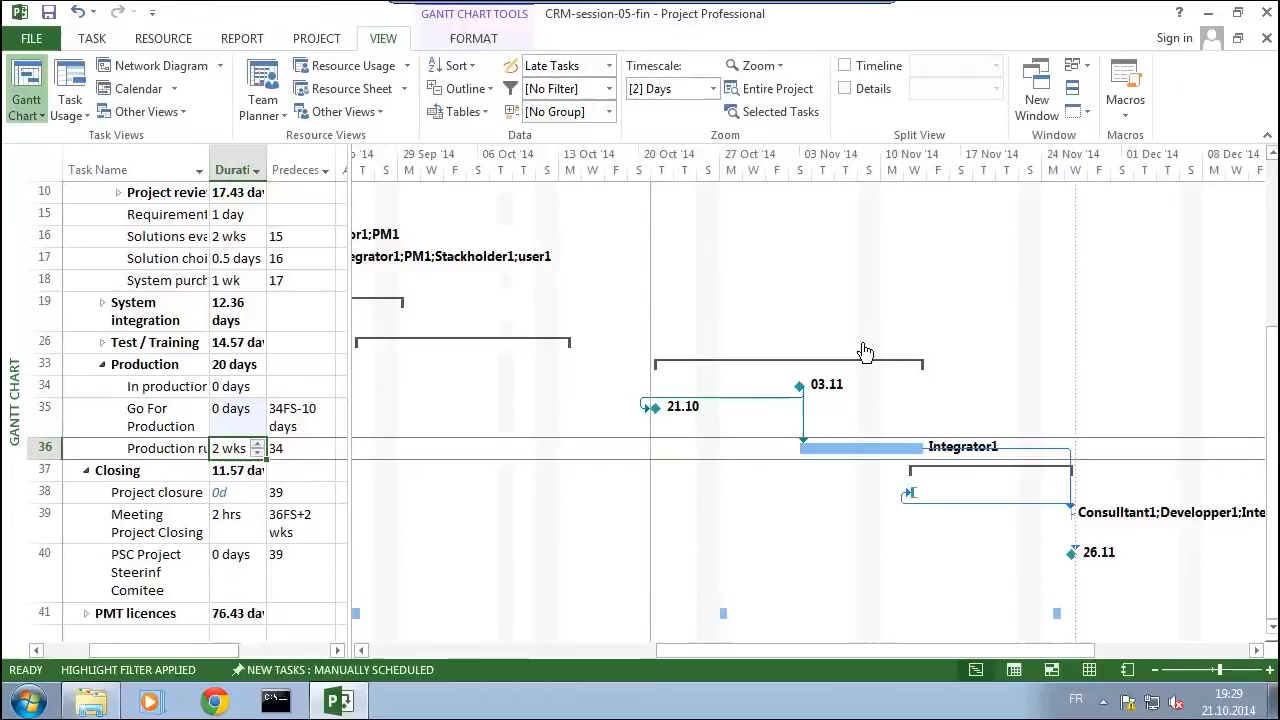 GANTT CHART TOOLS
CRM-session-05-fin - Project Professional
?
FILE
TASK
RESOURCE
REPORT
PROJECT
VIEW
FORMAT
Sign in
Gantt Chart
Task Usage
Network Diagram
Calendar
Other Views
Task Views
Team Planner
Resource Usage
Resource Sheet
Other Views
Resource Views
Sort
Outline
Tables
Late Tasks
[No Filter]
[No Group]
Data
Timescale:
[2] Days
Zoom
Entire Project
Selected Tasks
Zoom
Timeline
Details
Split View
New Window
Window
Macros
Macros
Task Name
Durati
Predeces
'14
29 Sep '14
06 Oct '14
13 Oct '14
20 Oct '14
27 Oct '14
03 Nov '14
10 Nov '14
17 Nov '14
24 Nov '14
01 Dec '14
08 Dec '14
T S M W F S T T S M W F S T T S M W F S T T S M W F S T T S M W F
10 Project revie 17.43 da
15 Requirement 1 day
16 Solutions eva 2 wks 15
or1;PM1
17 Solution choi 0.5 days 16
egrator1;PM1;Stackholder1;user1
18 System purch 1 wk 17
19 System integration 12.36 days
26 Test / Training 14.57 da
33 Production 20 days
34 In production 0 days
03.11
35 Go For Production 0 days 34FS-10 days
21.10
36 Production ru 2 wks 34
Integrator1
37 Closing 11.57 da
38 Project closure 0d 39
39 Meeting Project Closing 2 hrs 36FS+2 wks
Consulltant1;Developper1;Inte
40 PSC Project Steerinf Comitee 0 days 39
26.11
41 PMT licences 76.43 da
GANTT CHART
READY
HIGHLIGHT FILTER APPLIED
NEW TASKS : MANUALLY SCHEDULED
FR
19:29
21.10.2014